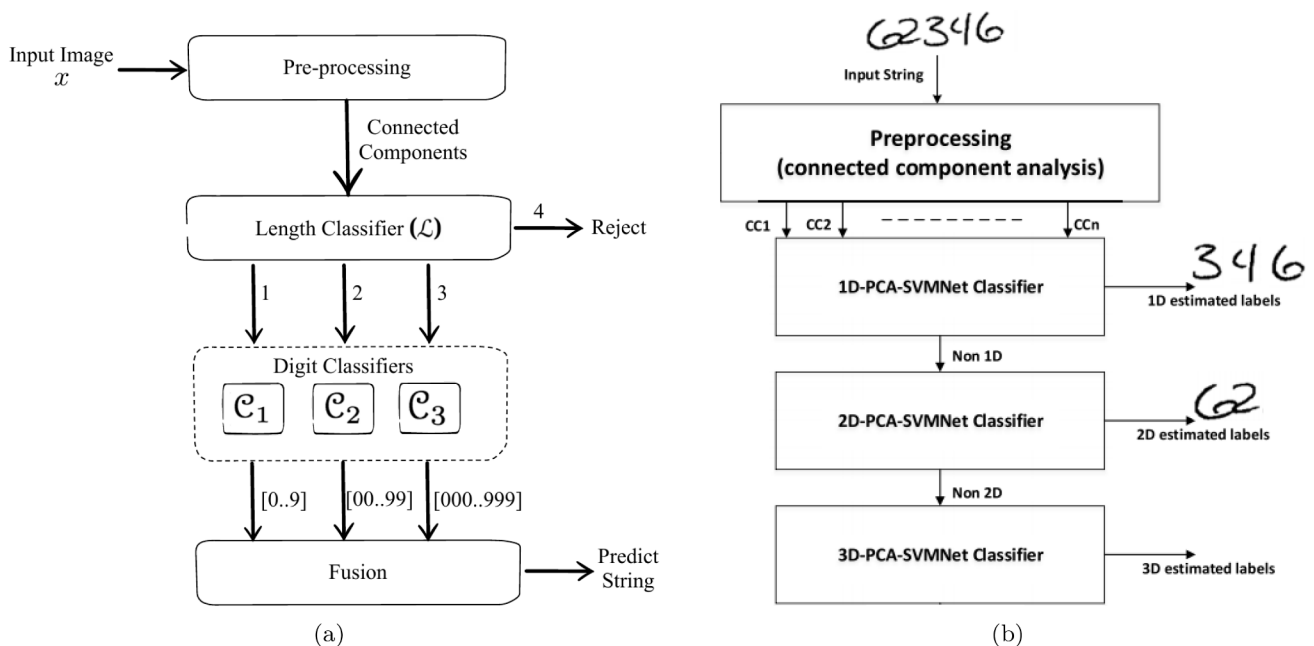 Input Image
x
Pre-processing
Connected
Components
Length Classifier (ℒ)
4
Reject
1
2
3
Digit Classifiers
𝒞1
𝒞2
𝒞3
[0..9]
[00..99]
[000..999]
Fusion
Predict
String
(a)
62346
Input String
Preprocessing
(connected component analysis)
CC1
CC2
CCn
1D-PCA-SVMNet Classifier
346
1D estimated labels
Non 1D
2D-PCA-SVMNet Classifier
62
2D estimated labels
Non 2D
3D-PCA-SVMNet Classifier
3D estimated labels
(b)